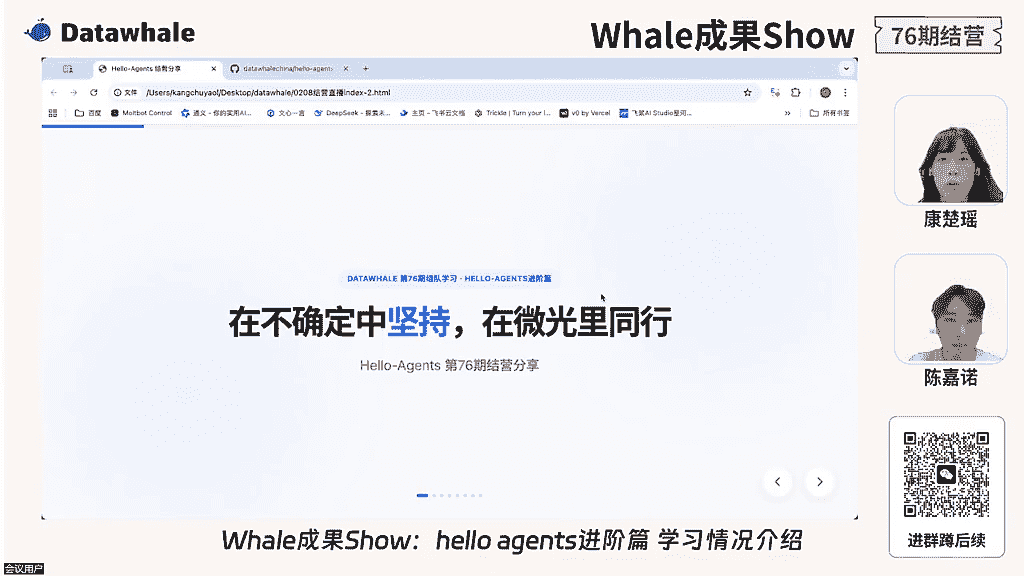 Datawhale
Whale成果Show
76期结营
Hello-Agents 结营分享
datawhalechina/hello-agents
文件 /Users/kangchuyaol/Desktop/datawhale/0208结营直播index-2.html
百度 Moltbot Control 通义 - 你的实用AI... 文心一言 DeepSeek - 探索未... 主页 - 飞书云文档 Trickle | Turn your I... v0 by Vercel 飞桨AI Studio星河... 所有书签
DATAWHALE 第76期组队学习 · HELLO-AGENTS进阶篇
在不确定中坚持，在微光里同行
Hello-Agents 第76期结营分享
康楚瑶
陈嘉诺
进群蹲后续
Whale成果Show：hello agents进阶篇 学习情况介绍
会议用户